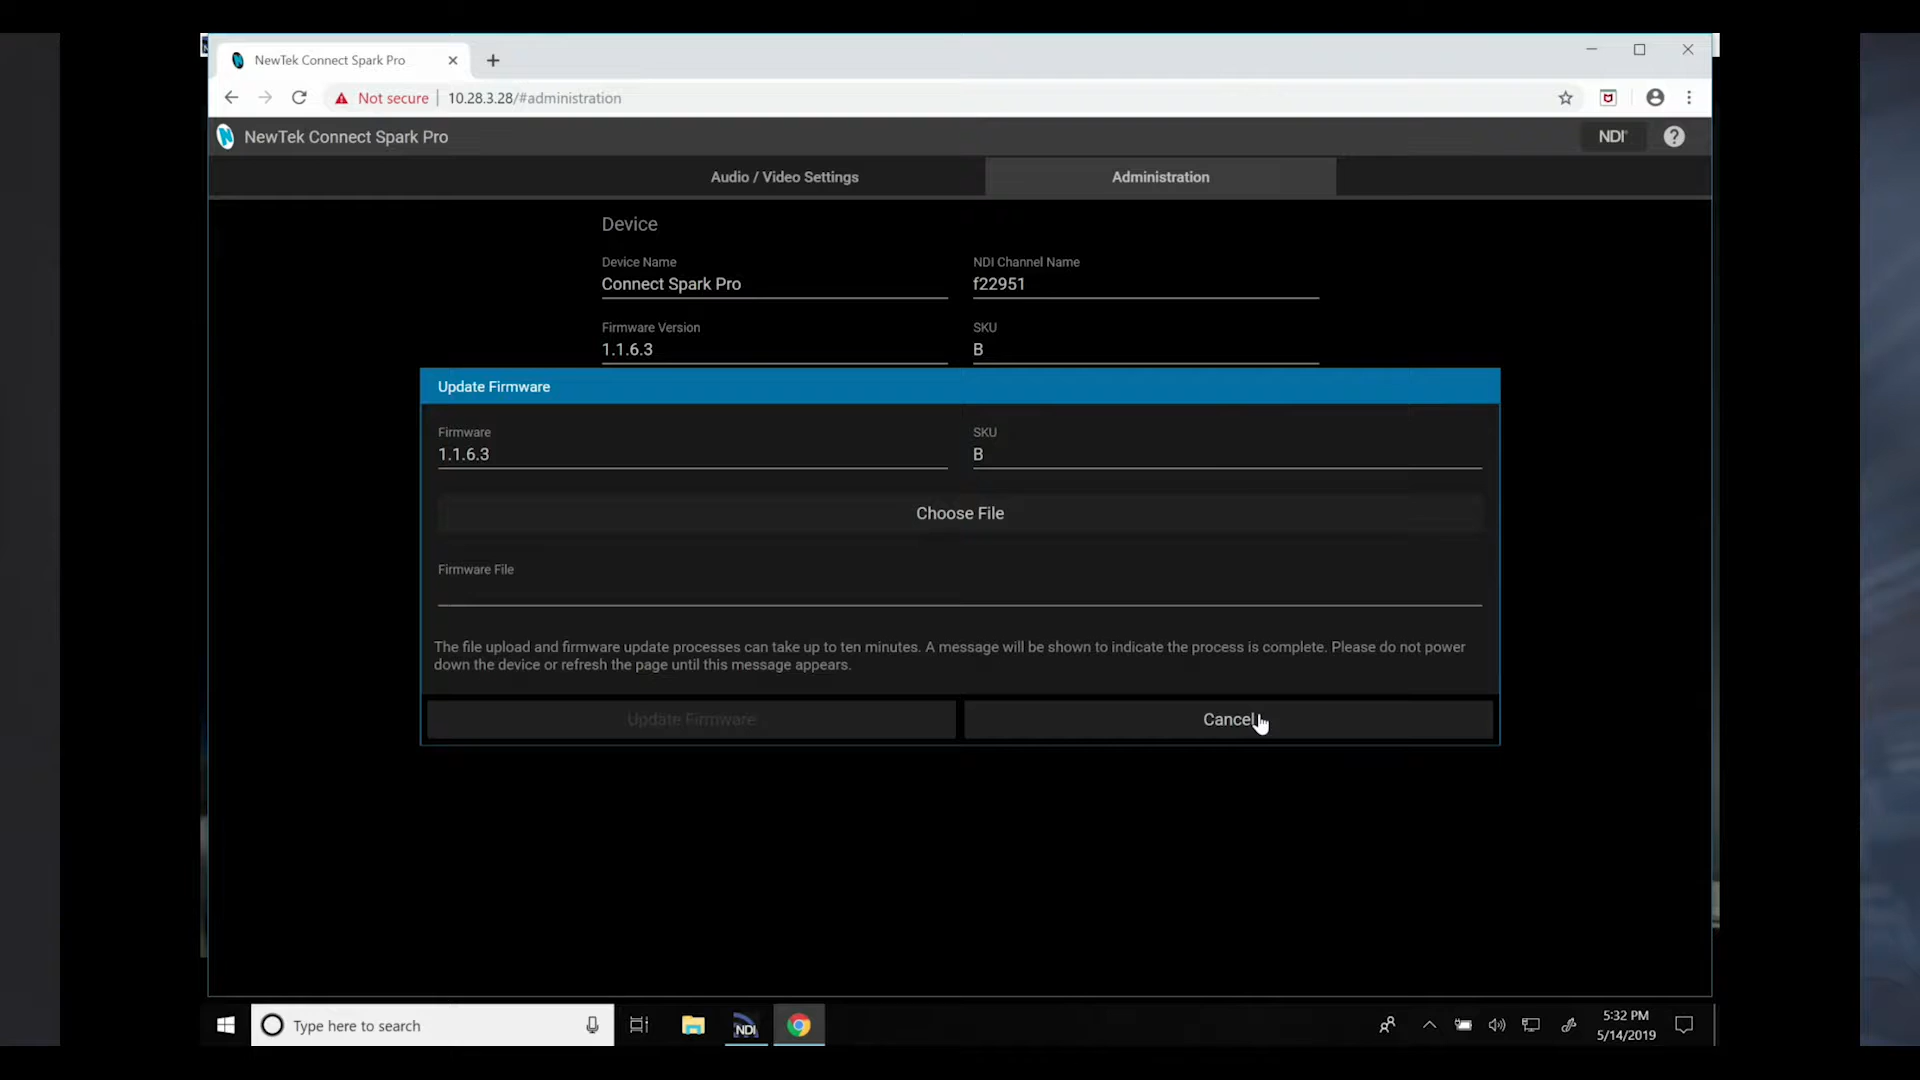 NewTek Connect Spark Pro
Not secure
10.28.3.28/#administration
NewTek Connect Spark Pro
NDI
?
Audio / Video Settings
Administration
Device
Device Name
NDI Channel Name
Connect Spark Pro
f22951
Firmware Version
SKU
1.1.6.3
B
Update Firmware
Firmware
SKU
1.1.6.3
B
Choose File
Firmware File
The file upload and firmware update processes can take up to ten minutes. A message will be shown to indicate the process is complete. Please do not power
down the device or refresh the page until this message appears.
Update Firmware
Cancel
Type here to search
NDI
5:32 PM
5/14/2019